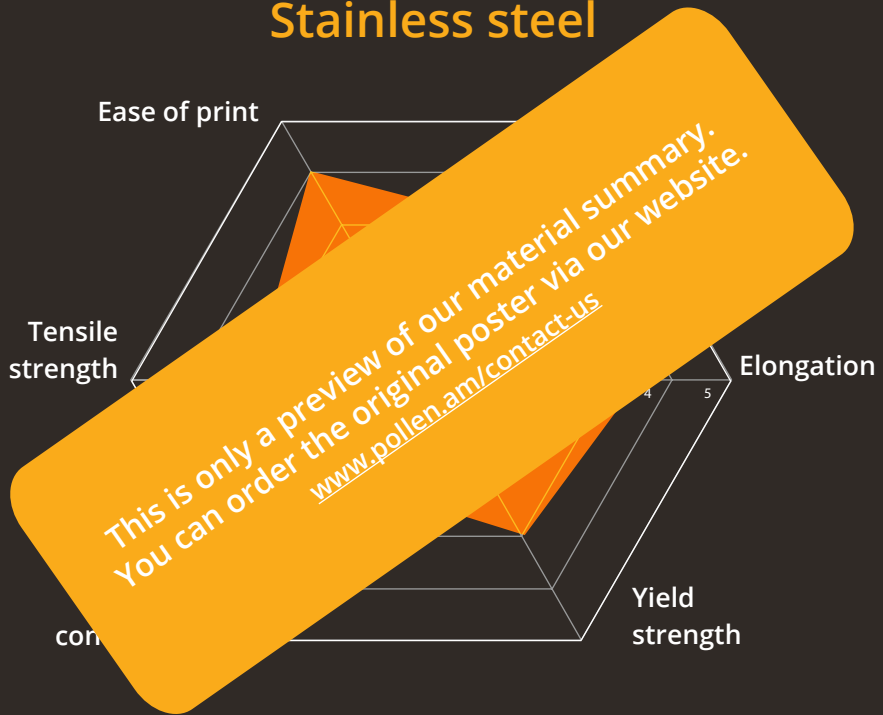 Stainless steel
Ease of print
This is only a preview of our material summary.
You can order the original poster via our website.
www.pollen.am/contact-us
Tensile
strength
Elongation
4
5
Yield
strength
con